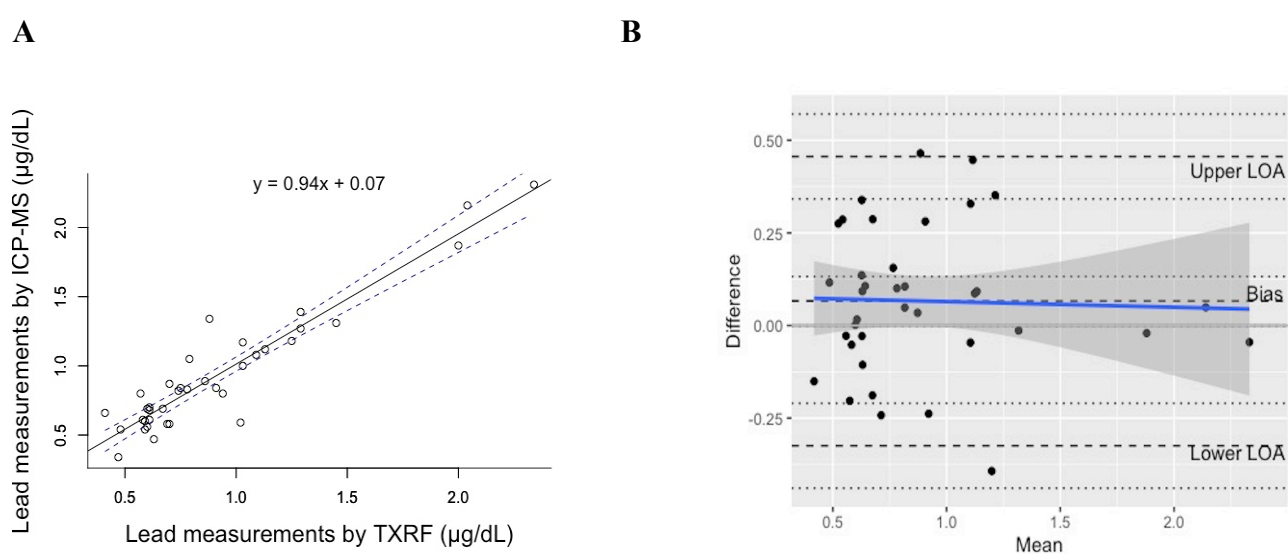 A
B
Lead measurements by ICP-MS (µg/dL)
y = 0.94x + 0.07
2.0
1.5
1.0
0.5
0.5 1.0 1.5 2.0
Lead measurements by TXRF (µg/dL)
Difference
0.50
0.25
0.00
-0.25
Upper LOA
Bias
Lower LOA
0.5 1.0 1.5 2.0
Mean